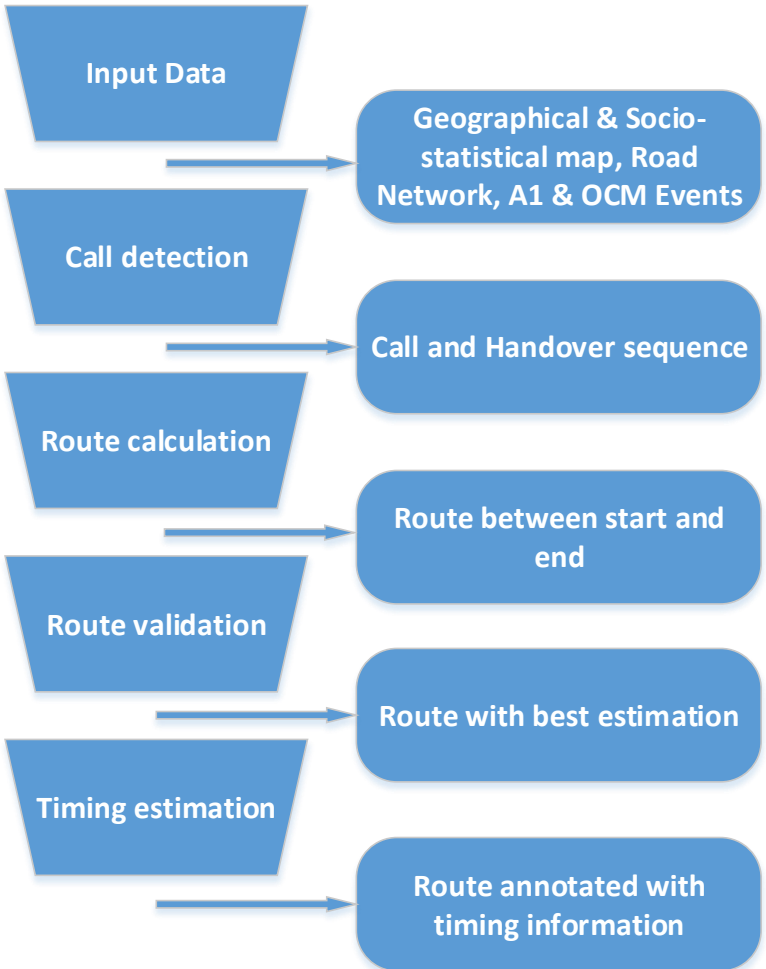 Input Data
Geographical & Socio-
statistical map, Road
Network, A1 & OCM Events
Call detection
Call and Handover sequence
Route calculation
Route between start and
end
Route validation
Route with best estimation
Timing estimation
Route annotated with
timing information